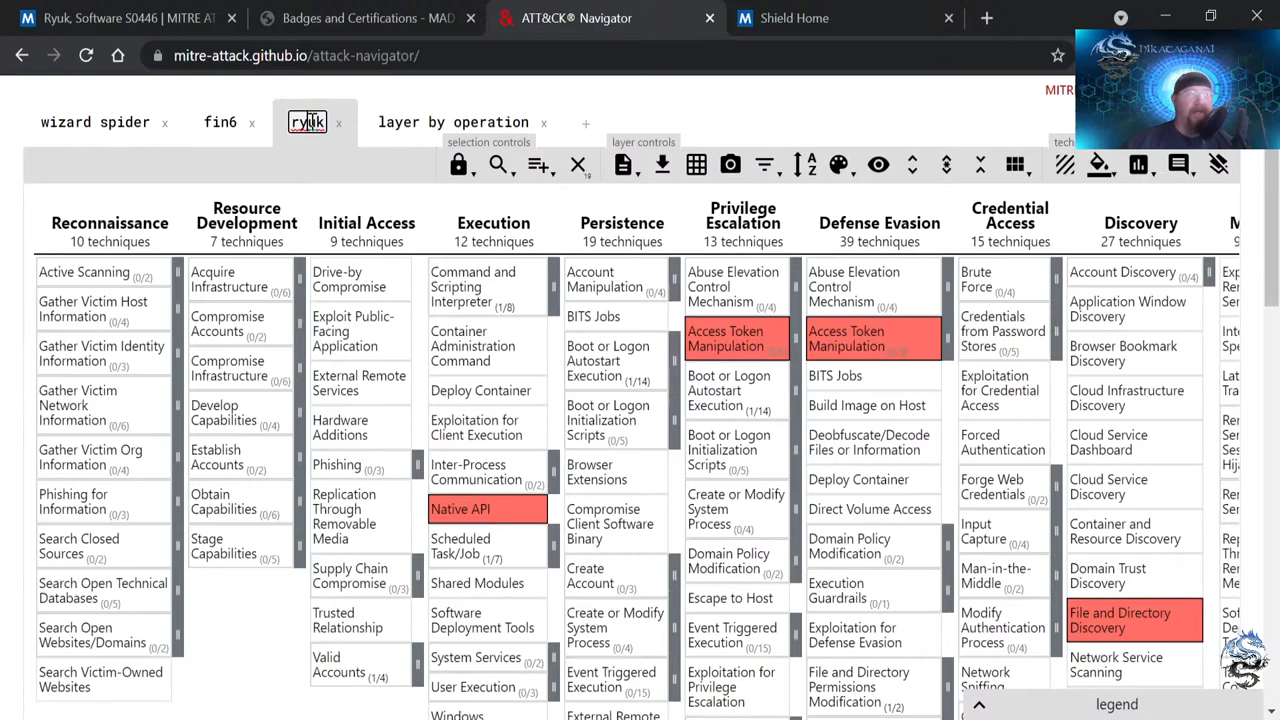 Ryuk, Software S0446 | MITRE AT
Badges and Certifications - MAD
ATT&CK® Navigator
Shield Home
mitre-attack.github.io/attack-navigator/
HIKATAGANAI
MITRE
wizard spider x
fin6 x
ryuk x
layer by operation x
+
selection controls
layer controls
tech
19
Reconnaissance
10 techniques
Active Scanning (0/2)
Gather Victim Host
Information (0/4)
Gather Victim Identity
Information (0/3)
Gather Victim
Network
Information (0/6)
Gather Victim Org
Information (0/4)
Phishing for
Information (0/3)
Search Closed
Sources (0/2)
Search Open Technical
Databases (0/5)
Search Open
Websites/Domains (0/2)
Search Victim-Owned
Websites
Resource
Development
7 techniques
Acquire
Infrastructure (0/6)
Compromise
Accounts (0/2)
Compromise
Infrastructure (0/6)
Develop
Capabilities (0/4)
Establish
Accounts (0/2)
Obtain
Capabilities (0/6)
Stage
Capabilities (0/5)
Initial Access
9 techniques
Drive-by
Compromise
Exploit Public-
Facing
Application
External Remote
Services
Hardware
Additions
Phishing (0/3)
Replication
Through
Removable
Media
Supply Chain
Compromise (0/3)
Trusted
Relationship
Valid
Accounts (1/4)
Execution
12 techniques
Command and
Scripting
Interpreter (1/8)
Container
Administration
Command
Deploy Container
Exploitation for
Client Execution
Inter-Process
Communication (0/2)
Native API
Scheduled
Task/Job (1/7)
Shared Modules
Software
Deployment Tools
System Services (0/2)
User Execution (0/3)
Windows
Persistence
19 techniques
Account
Manipulation (0/4)
BITS Jobs
Boot or Logon
Autostart
Execution (1/14)
Boot or Logon
Initialization
Scripts (0/5)
Browser
Extensions
Compromise
Client Software
Binary
Create
Account (0/3)
Create or Modify
System
Process (0/4)
Event Triggered
Execution (0/15)
External Remote
Privilege
Escalation
13 techniques
Abuse Elevation
Control
Mechanism (0/4)
Access Token
Manipulation
Boot or Logon
Autostart
Execution (1/14)
Boot or Logon
Initialization
Scripts (0/5)
Create or Modify
System
Process (0/4)
Domain Policy
Modification (0/2)
Escape to Host
Event Triggered
Execution (0/15)
Exploitation for
Privilege
Escalation
Defense Evasion
39 techniques
Abuse Elevation
Control
Mechanism (0/4)
Access Token
Manipulation
BITS Jobs
Build Image on Host
Deobfuscate/Decode
Files or Information
Deploy Container
Direct Volume Access
Domain Policy
Modification (0/2)
Execution
Guardrails (0/1)
Exploitation for
Defense Evasion
File and Directory
Permissions
Modification (1/2)
Credential
Access
15 techniques
Brute
Force (0/4)
Credentials
from Password
Stores (0/5)
Exploitation
for Credential
Access
Forced
Authentication
Forge Web
Credentials (0/2)
Input
Capture (0/4)
Man-in-the-
Middle (0/2)
Modify
Authentication
Process (0/4)
Network
Sniffing
Discovery
27 techniques
Account Discovery (0/4)
Application Window
Discovery
Browser Bookmark
Discovery
Cloud Infrastructure
Discovery
Cloud Service
Dashboard
Cloud Service
Discovery
Container and
Resource Discovery
Domain Trust
Discovery
File and Directory
Discovery
Network Service
Scanning
legend